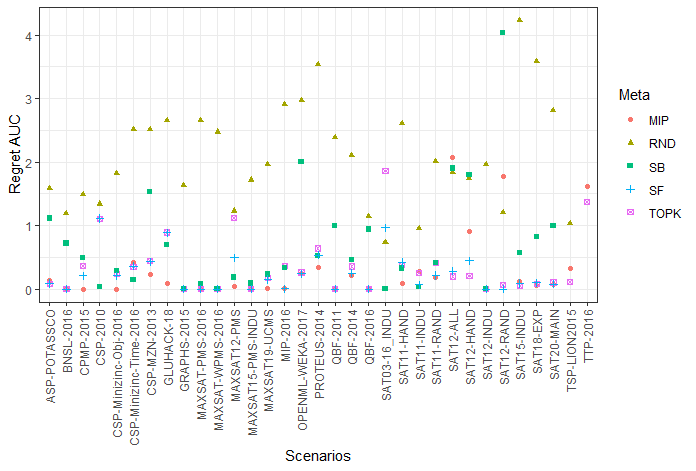 Regret AUC
4
3
2
1
0
ASP-POTASSCO
BNSL-2016
CPMP-2015
CSP-2010
CSP-Minizinc-Obj-2016
CSP-Minizinc-Time-2016
CSP-MZN-2013
GLUHACK-18
GRAPHS-2015
MAXSAT-PMS-2016
MAXSAT-WPMS-2016
MAXSAT12-PMS
MAXSAT15-PMS-INDU
MAXSAT19-UCMS
MIP-2016
OPENML-WEKA-2017
PROTEUS-2014
QBF-2011
QBF-2014
QBF-2016
SAT03-16_INDU
SAT11-HAND
SAT11-INDU
SAT11-RAND
SAT12-ALL
SAT12-HAND
SAT12-INDU
SAT12-RAND
SAT15-INDU
SAT18-EXP
SAT20-MAIN
TSP-LION2015
TTP-2016
Scenarios
Meta
MIP
RND
SB
SF
TOPK